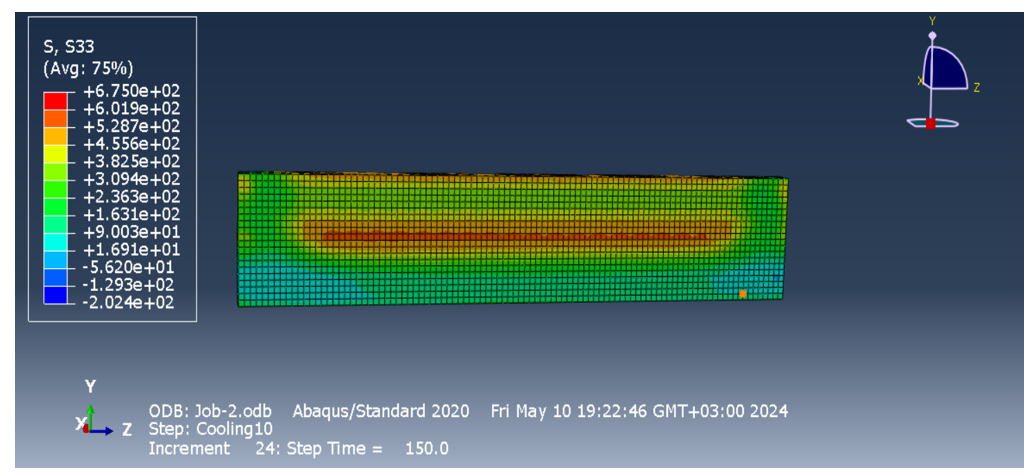 S, S33
(Avg: 75%)
+6.750e+02
+6.019e+02
+5.287e+02
+4.556e+02
+3.825e+02
+3.094e+02
+2.363e+02
+1.631e+02
+9.003e+01
+1.691e+01
-5.620e+01
-1.293e+02
-2.024e+02
Y
X
Z
Y
X Z
ODB: Job-2.odb Abaqus/Standard 2020 Fri May 10 19:22:46 GMT+03:00 2024
Step: Cooling10
Increment 24: Step Time = 150.0